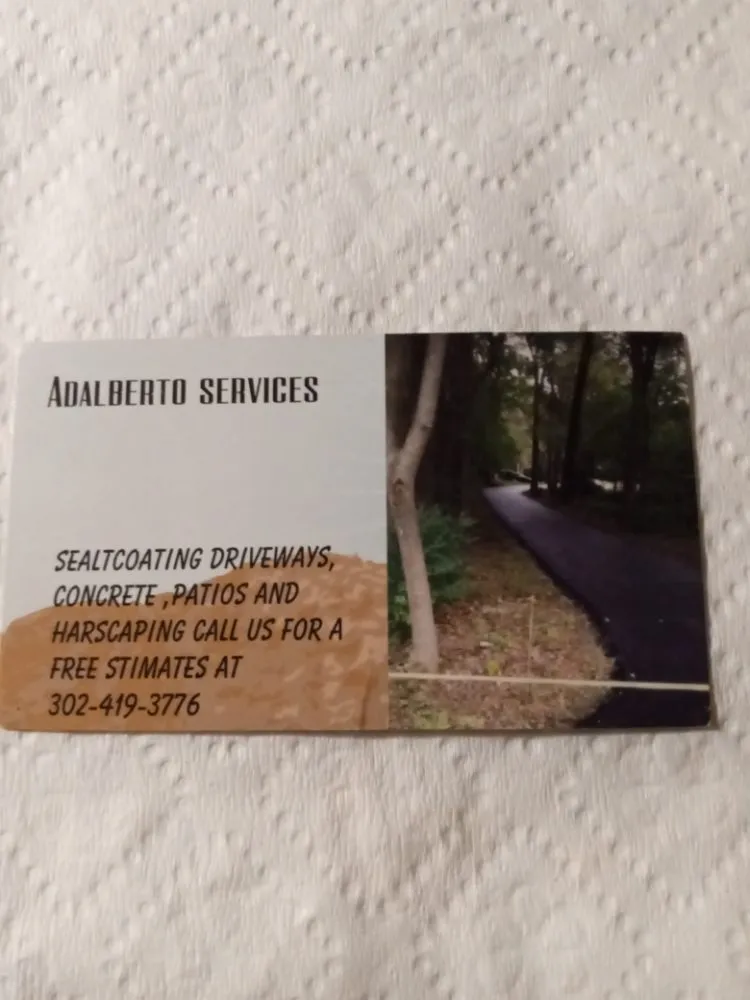 ADALBERTO SERVICES
SEALTCOATING DRIVEWAYS,
CONCRETE ,PATIOS AND
HARSCAPING CALL US FOR A
FREE STIMATES AT
302-419-3776